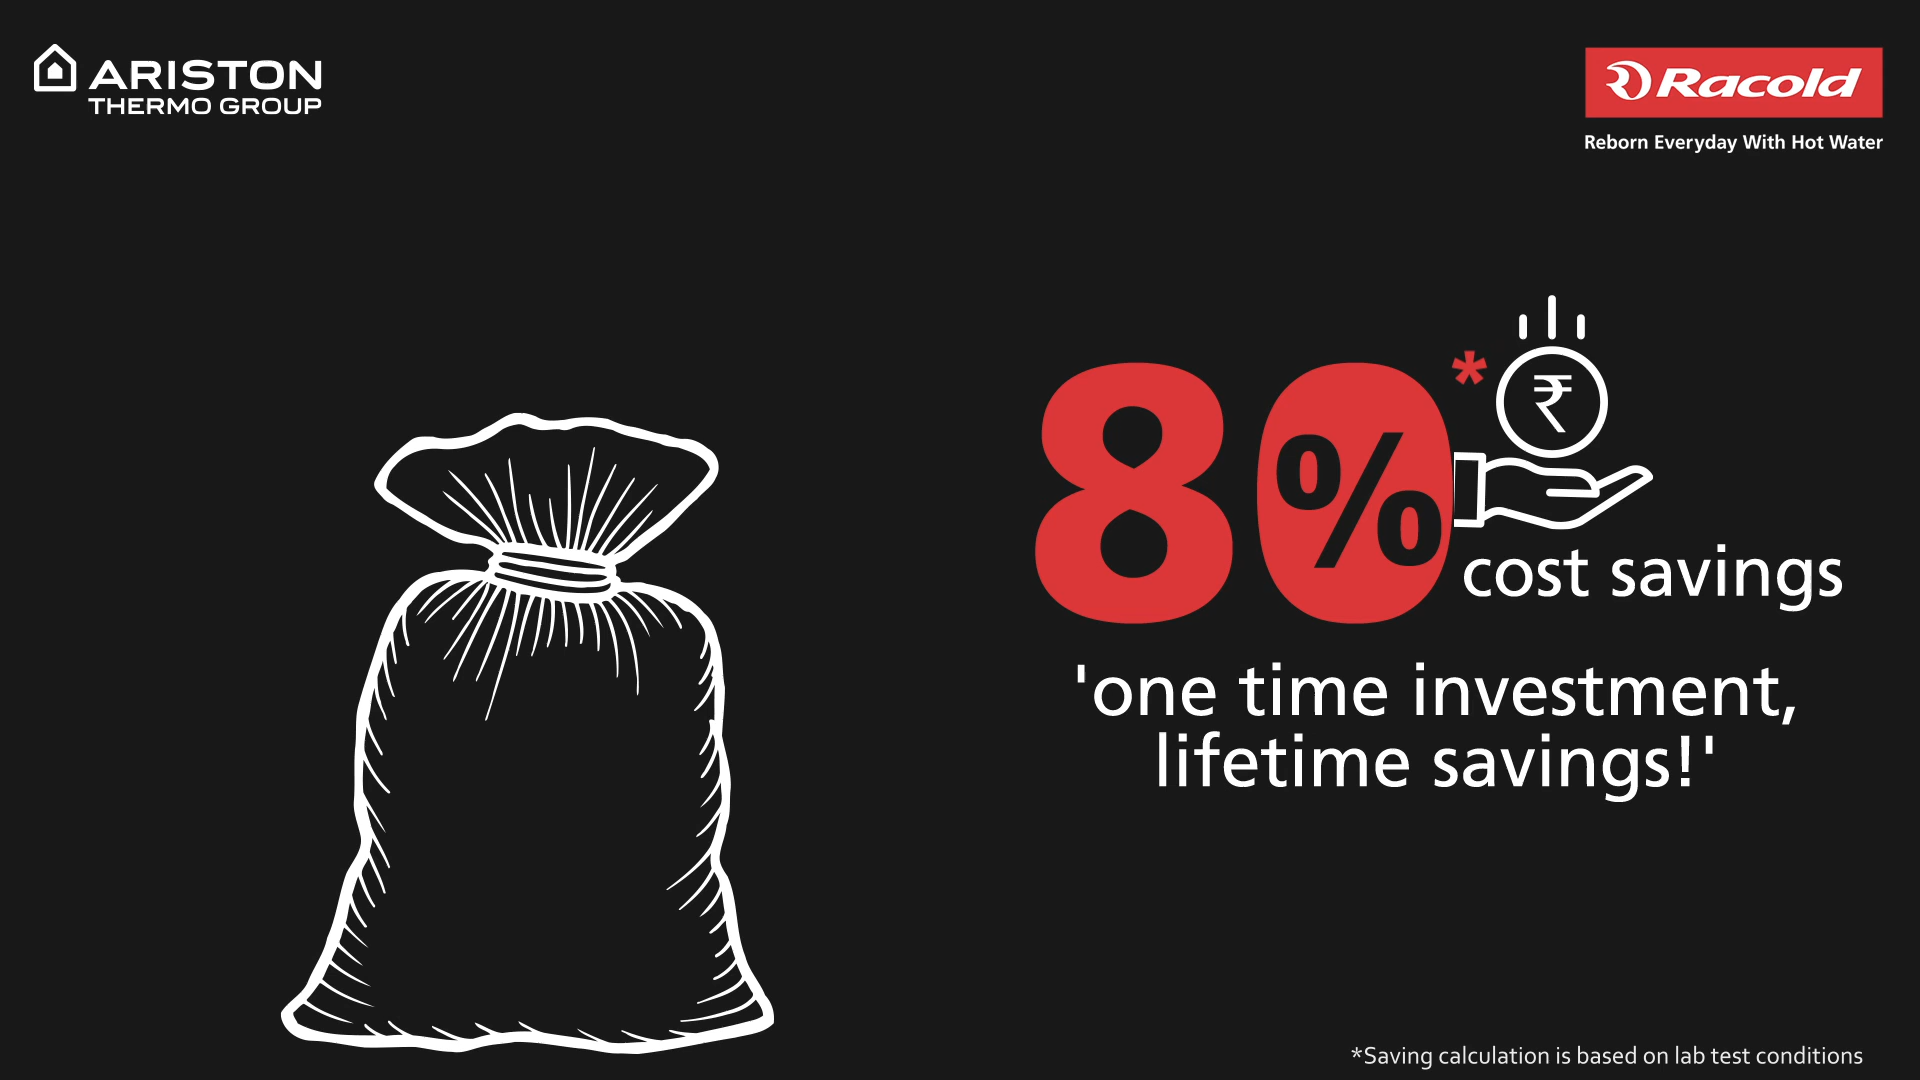 ARISTON
THERMO GROUP
Racold
Reborn Everyday With Hot Water
80%*
₹
cost savings
'one time investment,
lifetime savings!'
*Saving calculation is based on lab test conditions